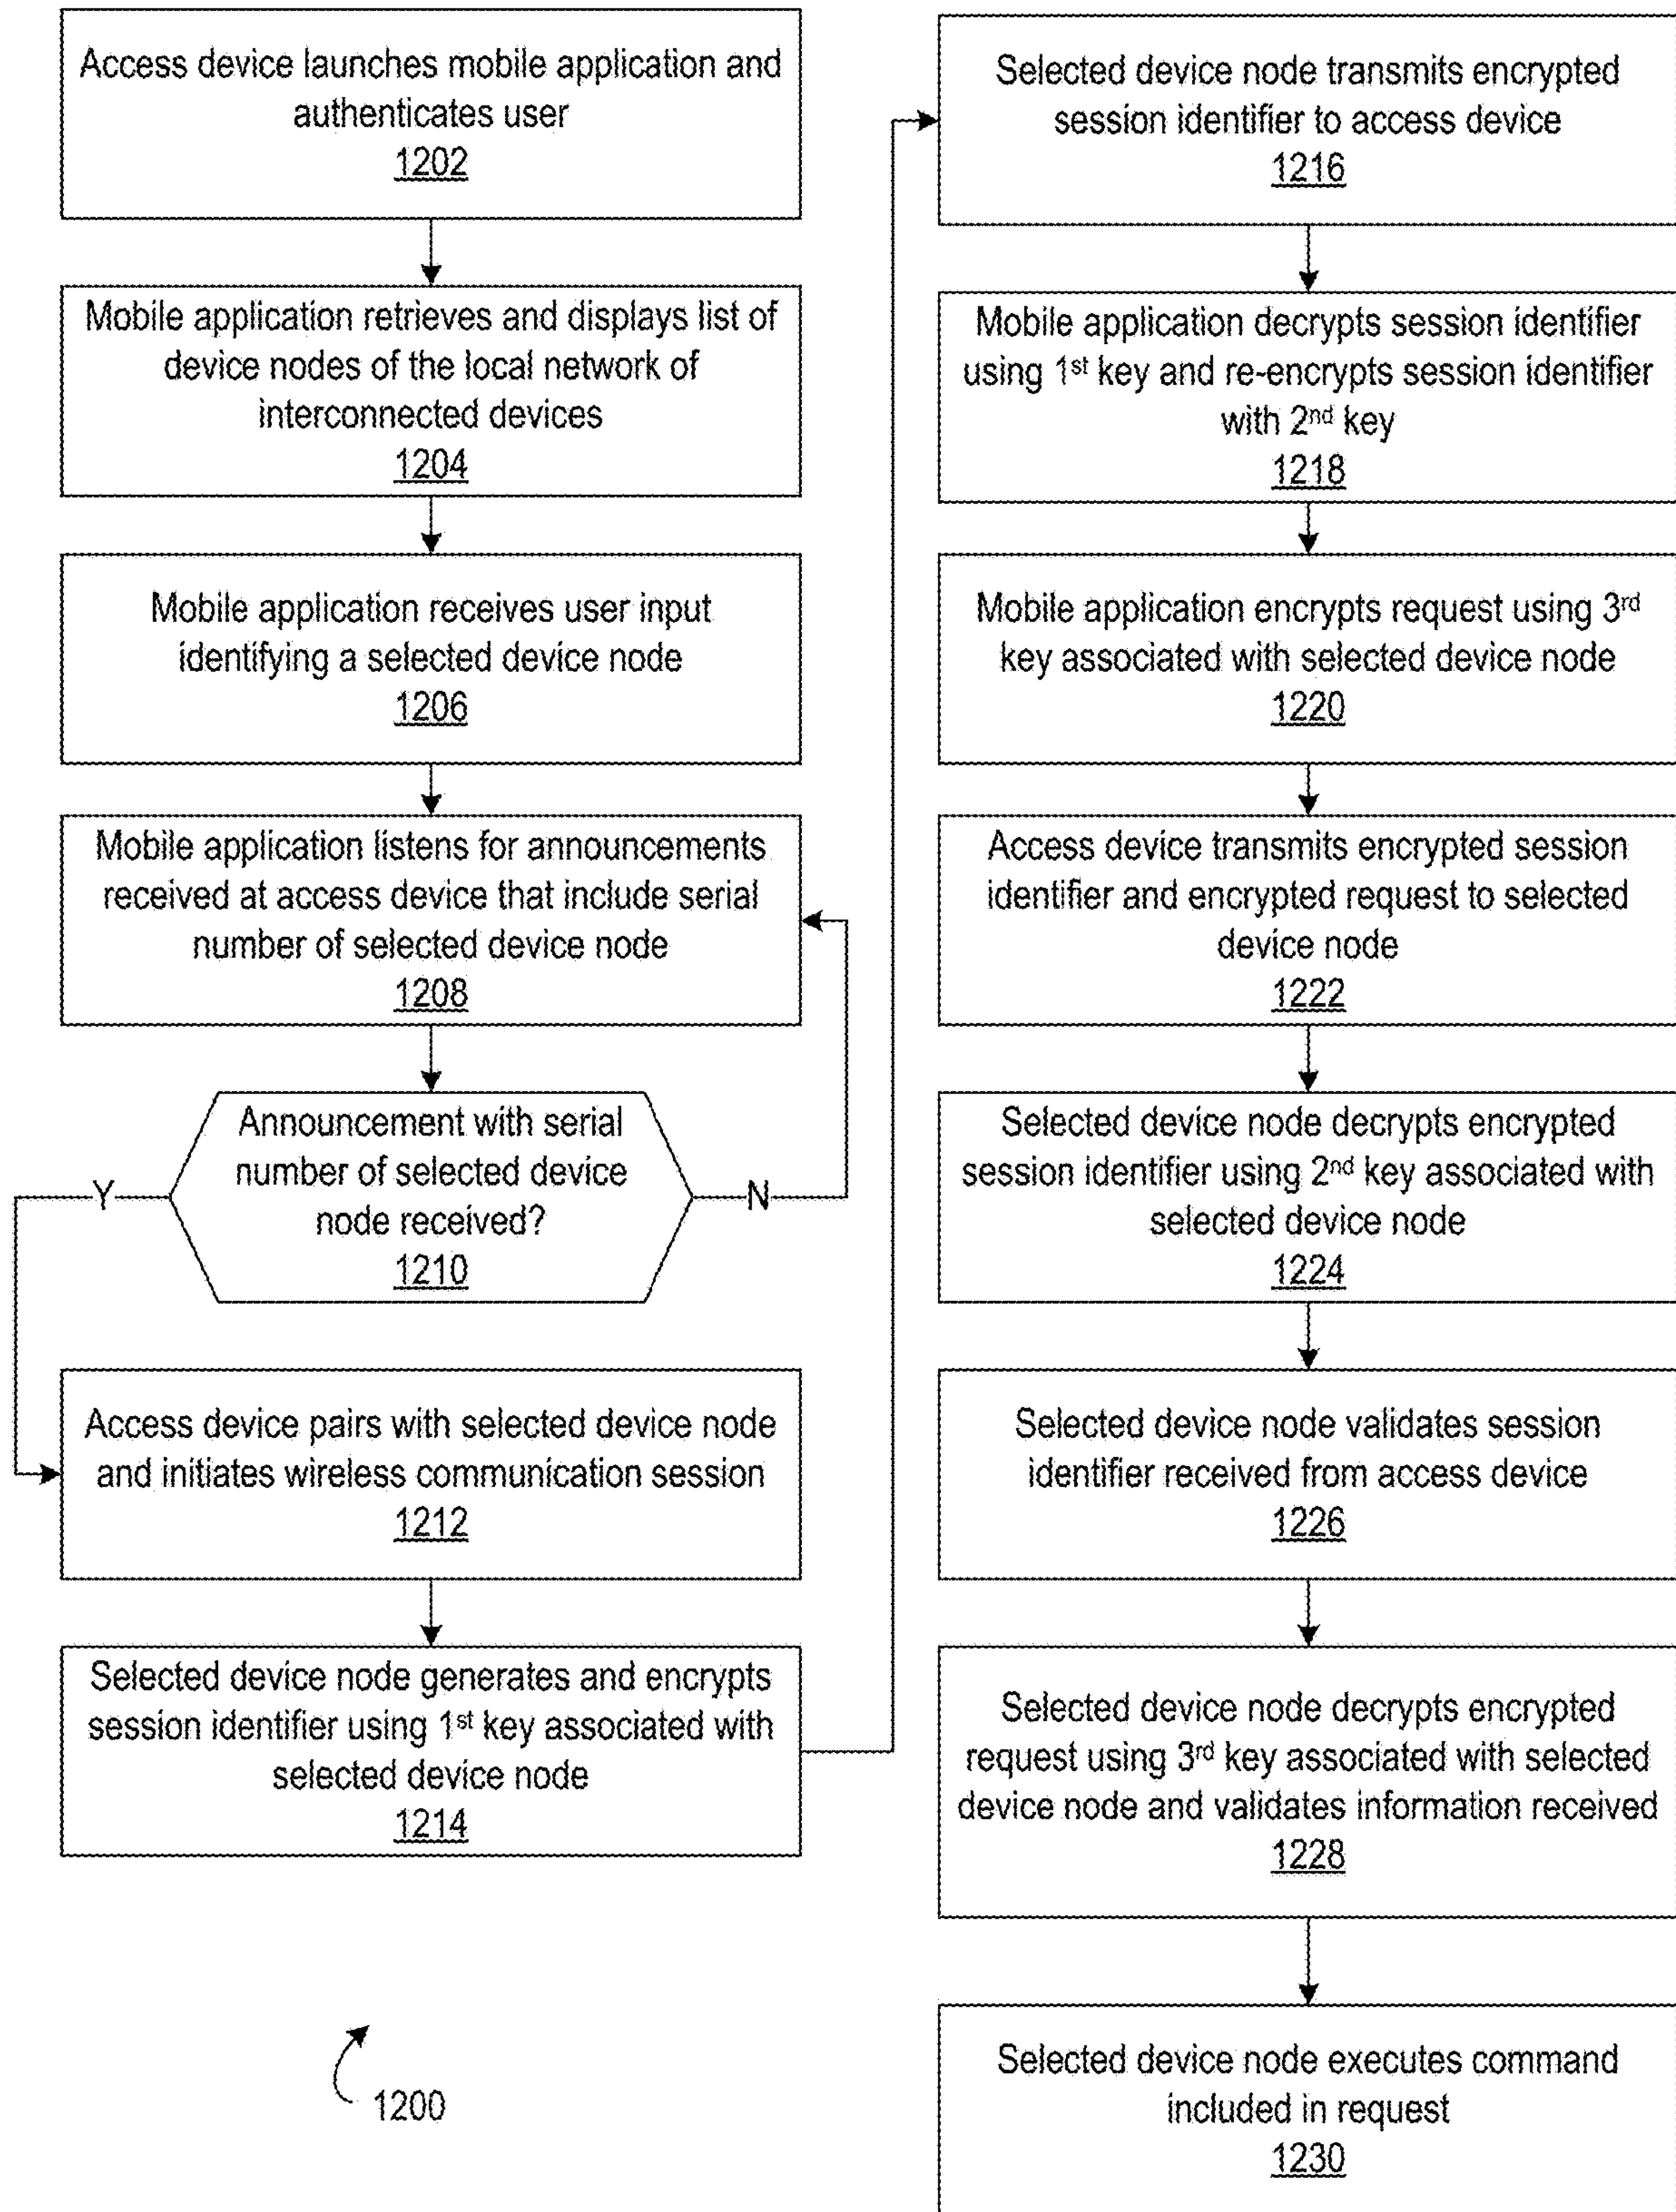 Access device launches mobile application and
authenticates user
1202
Mobile application retrieves and displays list of
device nodes of the local network of
interconnected devices
1204
Mobile application receives user input
identifying a selected device node
1206
Mobile application listens for announcements
received at access device that include serial
number of selected device node
1208
Announcement with serial
number of selected device
node received?
1210
Y
N
Access device pairs with selected device node
and initiates wireless communication session
1212
Selected device node generates and encrypts
session identifier using 1st key associated with
selected device node
1214
Selected device node transmits encrypted
session identifier to access device
1216
Mobile application decrypts session identifier
using 1st key and re-encrypts session identifier
with 2nd key
1218
Mobile application encrypts request using 3rd
key associated with selected device node
1220
Access device transmits encrypted session
identifier and encrypted request to selected
device node
1222
Selected device node decrypts encrypted
session identifier using 2nd key associated with
selected device node
1224
Selected device node validates session
identifier received from access device
1226
Selected device node decrypts encrypted
request using 3rd key associated with selected
device node and validates information received
1228
Selected device node executes command
included in request
1230
1200